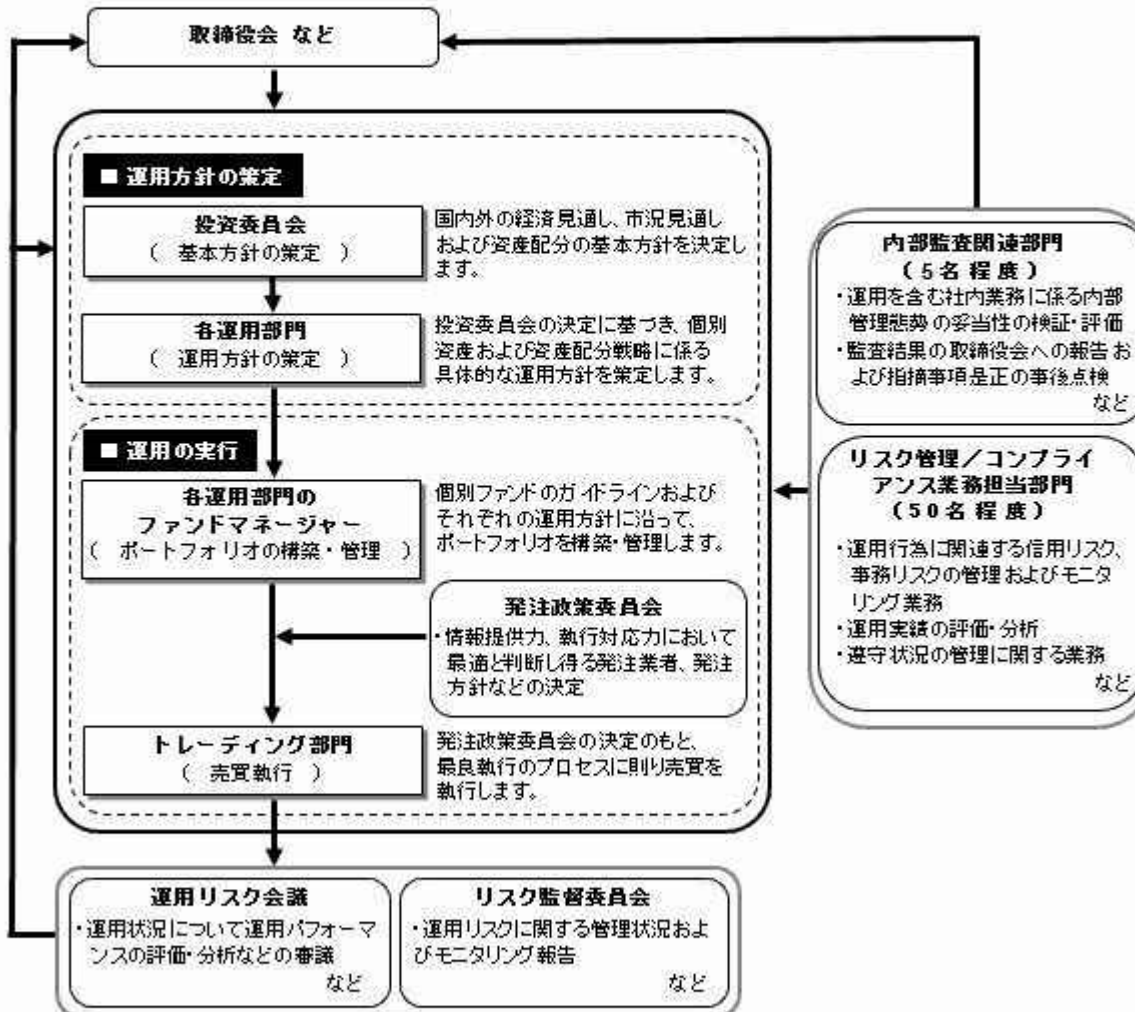 取締役会 など
■ 運用方針の策定
投資委員会
( 基本方針の策定 )
国内外の経済見通し、市況見通し
および資産配分の基本方針を決定し
ます。
各運用部門
( 運用方針の策定 )
投資委員会の決定に基づき、個別
資産および資産配分戦略に係る
具体的な運用方針を策定します。
■ 運用の実行
各運用部門の
ファンドマネージャー
( ポートフォリオの構築・管理 )
個別ファンドのガイドラインおよび
それぞれの運用方針に沿って、
ポートフォリオを構築・管理します。
発注政策委員会
・情報提供力、執行対応力において
最適と判断し得る発注業者、発注
方針などの決定
トレーディング部門
( 売買執行 )
発注政策委員会の決定のもと、
最良執行のプロセスに則り売買を
執行します。
内部監査関連部門
(5名程度)
・運用を含む社内業務に係る内部
管理態勢の妥当性の検証・評価
・監査結果の取締役会への報告お
よび指摘事項是正の事後点検
など
リスク管理/コンプライ
アンス業務担当部門
(50名程度)
・運用行為に関連する信用リスク、
事務リスクの管理およびモニタ
リング業務
・運用実績の評価・分析
・遵守状況の管理に関する業務
など
運用リスク会議
・運用状況について運用パフォーマ
ンスの評価・分析などの審議
など
リスク監督委員会
・運用リスクに関する管理状況およ
びモニタリング報告
など